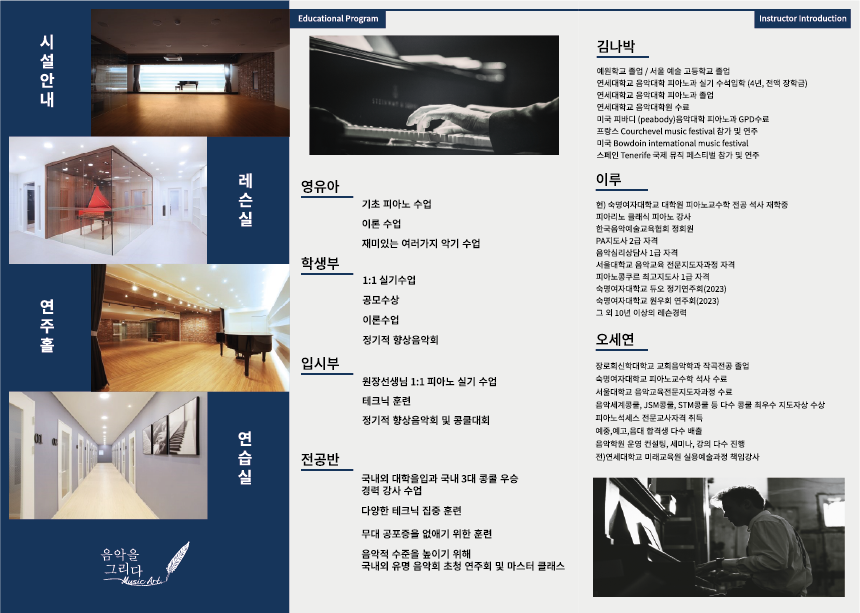 시설안내
레슨실
연주홀
연습실
음악을
그리다
Music Art
Educational Program
영유아
기초 피아노 수업
이론 수업
재미있는 여러가지 악기 수업
학생부
1:1 실기수업
공모수상
이론수업
정기적 향상음악회
입시부
원장선생님 1:1 피아노 실기 수업
테크닉 훈련
정기적 향상음악회 및 콩쿨대회
전공반
국내외 대학을입과 국내 3대 콩쿨 우승
경력 강사 수업
다양한 테크닉 집중 훈련
무대 공포증을 없애기 위한 훈련
음악적 수준을 높이기 위해
국내외 유명 음악회 초청 연주회 및 마스터 클래스
Instructor Introduction
김나박
예원학교 졸업 / 서울 예술 고등학교 졸업
연세대학교 음악대학 피아노과 실기 수석입학 (4년, 전액 장학금)
연세대학교 음악대학 피아노과 졸업
연세대학교 음악대학원 수료
미국 피바디 (peabody)음악대학 피아노과 GPD수료
프랑스 Courchevel music festival 참가 및 연주
미국 Bowdoin international music festival
스페인 Tenerife 국제 뮤직 페스티벌 참가 및 연주
이루
현) 숙명여자대학교 대학원 피아노교수학 전공 석사 재학중
피아리노 클래식 피아노 강사
한국음악예술교육협회 정회원
PA지도사 2급 자격
음악심리상담사 1급 자격
서울대학교 음악교육 전문지도자과정 자격
피아노콩쿠르 최고지도사 1급 자격
숙명여자대학교 듀오 정기연주회(2023)
숙명여자대학교 원우회 연주회(2023)
그 외 10년 이상의 레슨경력
오세연
장로회신학대학교 교회음악학과 작곡전공 졸업
숙명여자대학교 피아노교수학 석사 수료
서울대학교 음악교육전문지도자과정 수료
음악세계콩쿨, JSM콩쿨, STM콩쿨 등 다수 콩쿨 최우수 지도자상 수상
피아노석세스 전문교사자격 취득
예중,예고,음대 합격생 다수 배출
음악학원 운영 컨설팅, 세미나, 강의 다수 진행
전)연세대학교 미래교육원 실용예술과정 책임강사